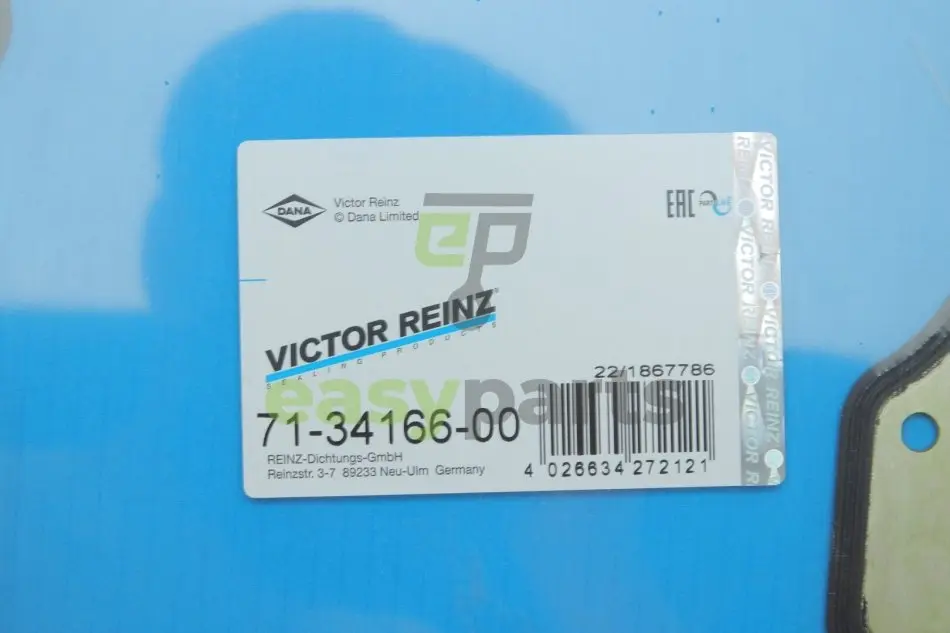 DANA
Victor Reinz
© Dana Limited
EAC
ep
VICTOR REINZ®
SEALING PRODUCTS
easyparts
22/1867786
71-34166-00
REINZ-Dichtungs-GmbH
Reinzstr. 3-7 89233 Neu-Ulm Germany
4 026634 272121
VICTOR REINZ
VICTOR REINZ